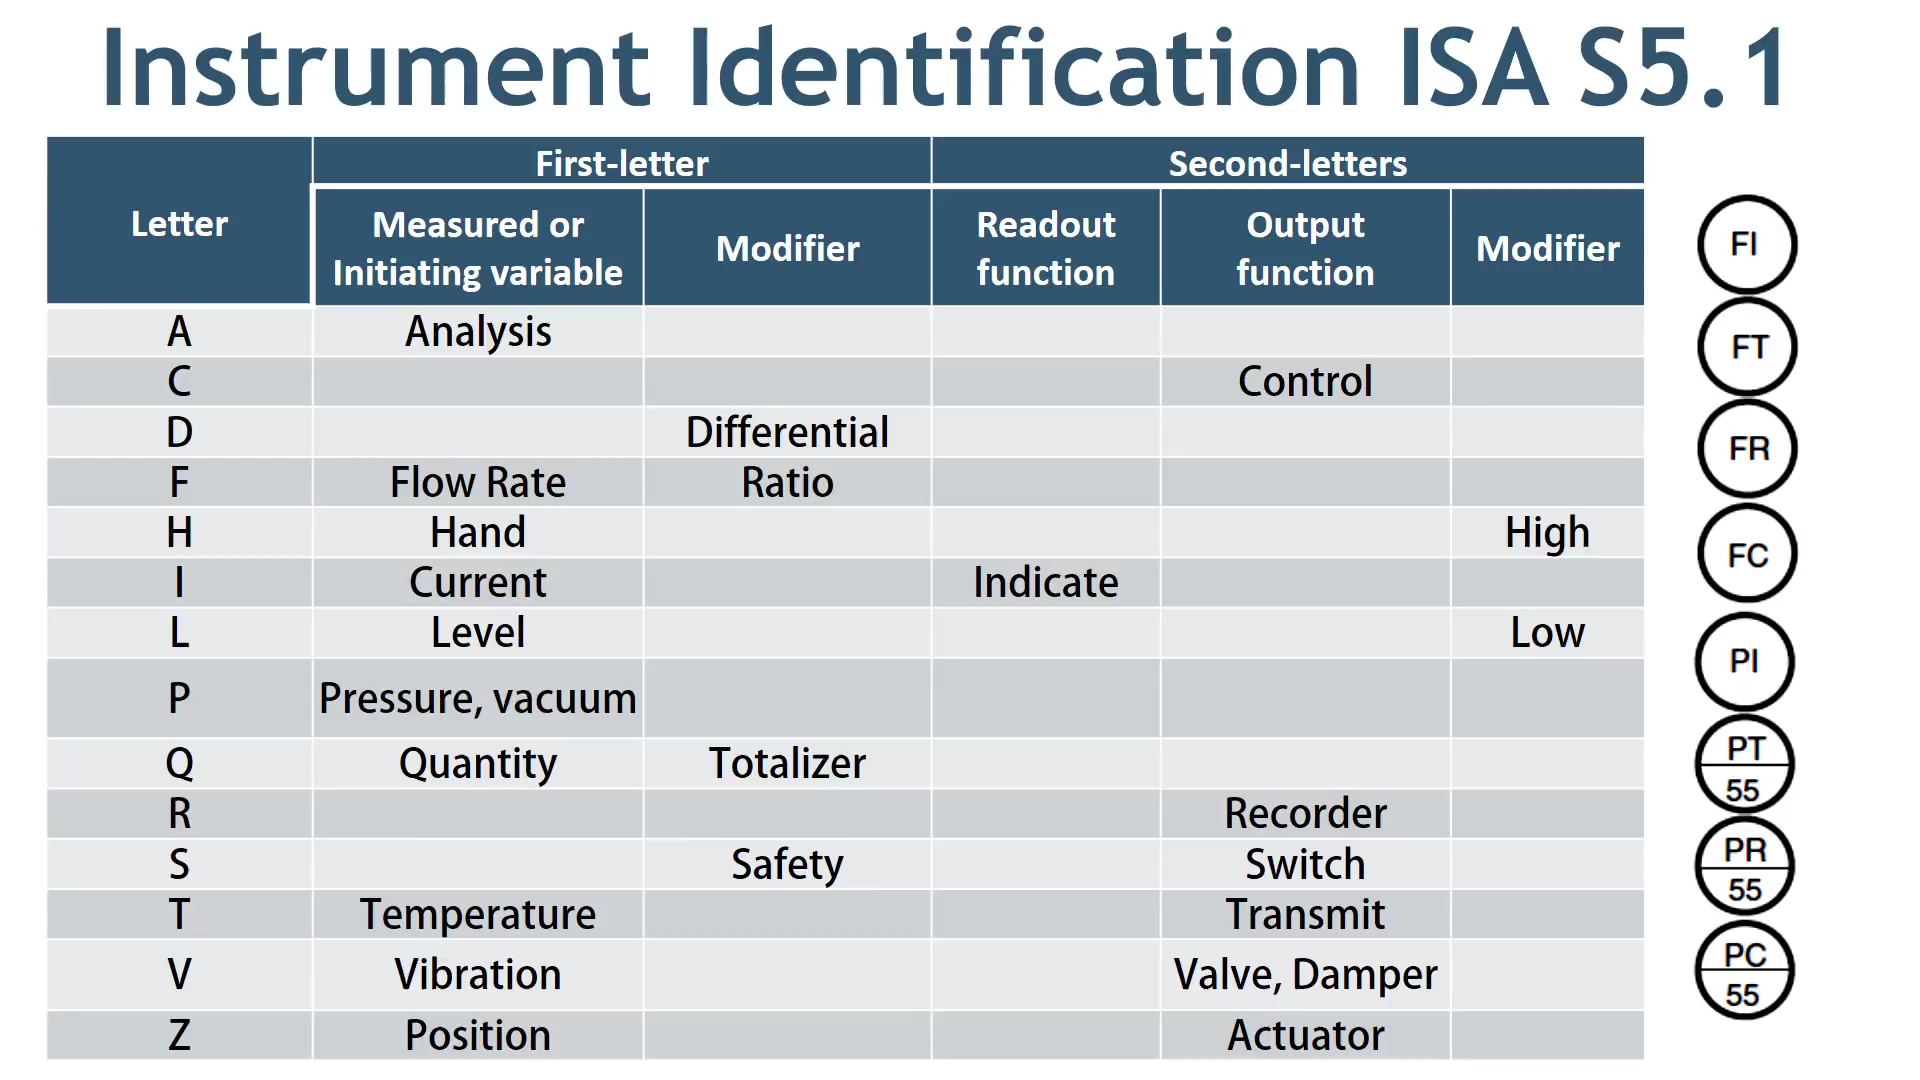 Instrument Identification ISA S5.1
Letter First-letter Second-letters
Measured or Initiating variable Modifier Readout function Output function Modifier
A Analysis
C Control
D Differential
F Flow Rate Ratio
H Hand High
I Current Indicate
L Level Low
P Pressure, vacuum
Q Quantity Totalizer
R Recorder
S Safety Switch
T Temperature Transmit
V Vibration Valve, Damper
Z Position Actuator
FI
FT
FR
FC
PI
PT
55
PR
55
PC
55